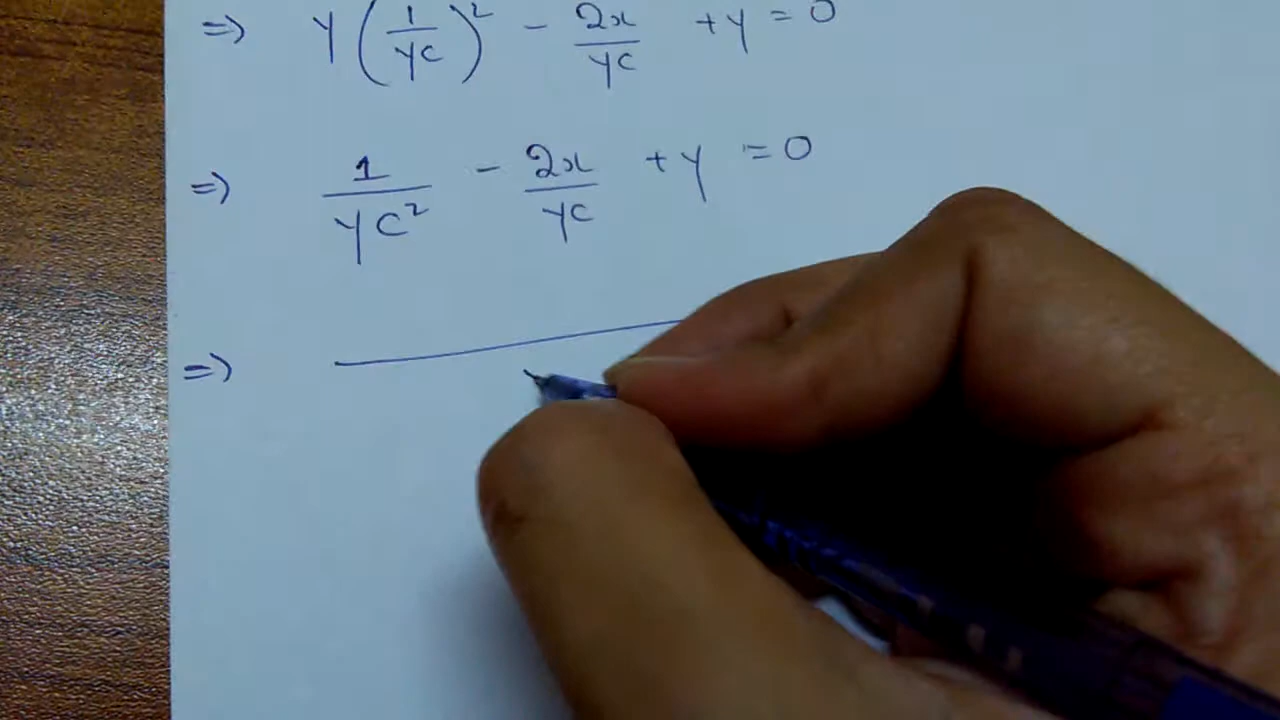 => y(1/yc)² - 2x/yc + y = 0
=> 1/yc² - 2x/yc + y = 0
=>